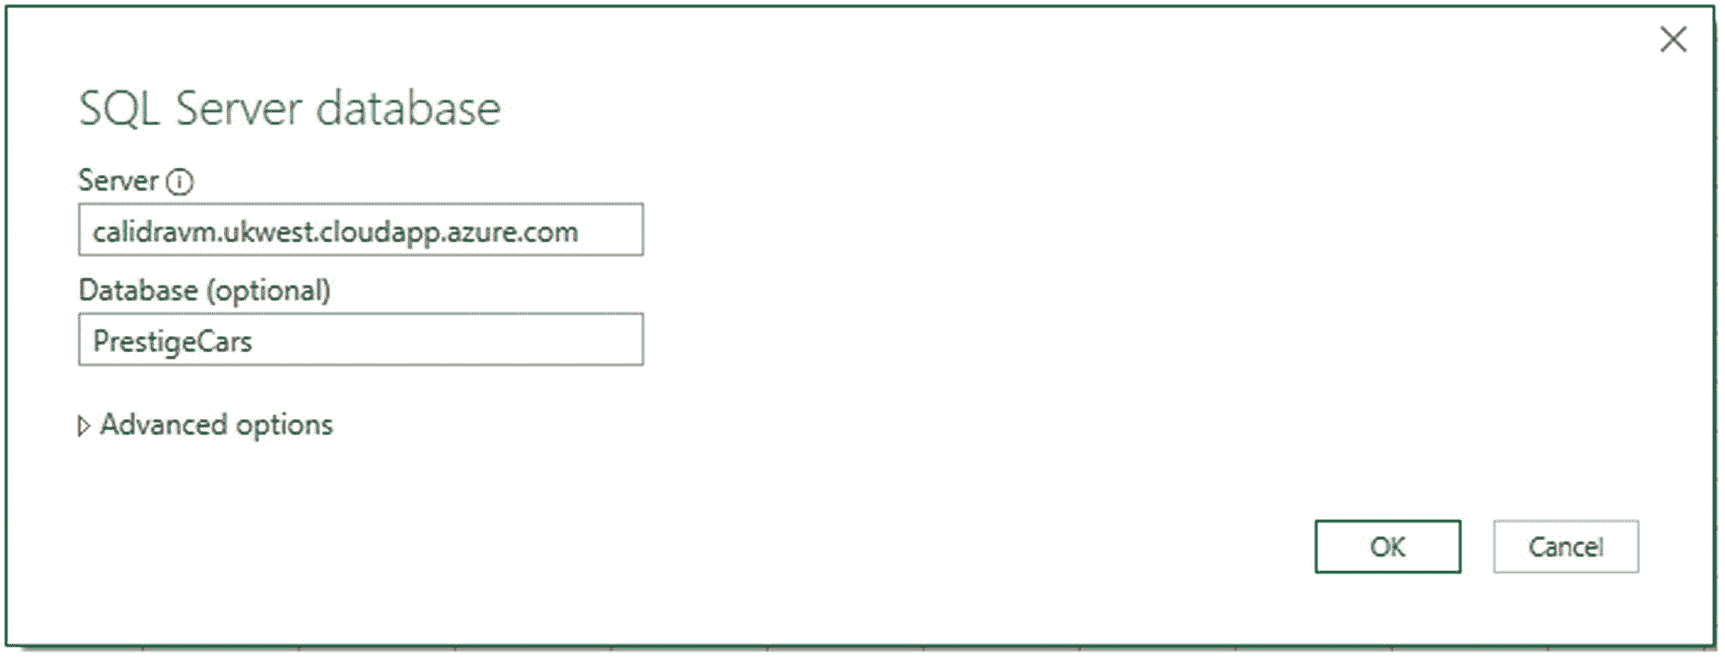 SQL Server database
Server
calidravm.ukwest.cloudapp.azure.com
Database (optional)
PrestigeCars
Advanced options
OK Cancel